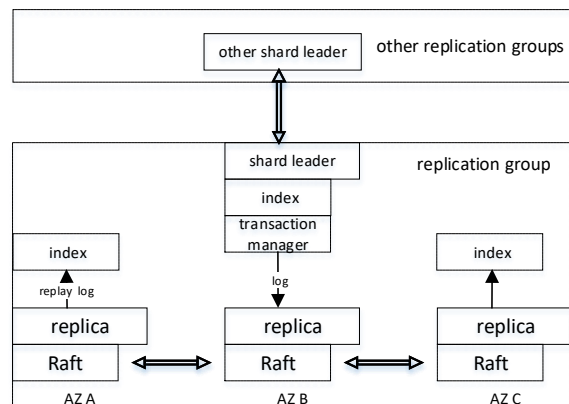 other shard leader
other replication groups
shard leader
replication group
index
transaction
manager
index
index
replay log
log
replica
replica
replica
Raft
Raft
Raft
AZ A
AZ B
AZ C